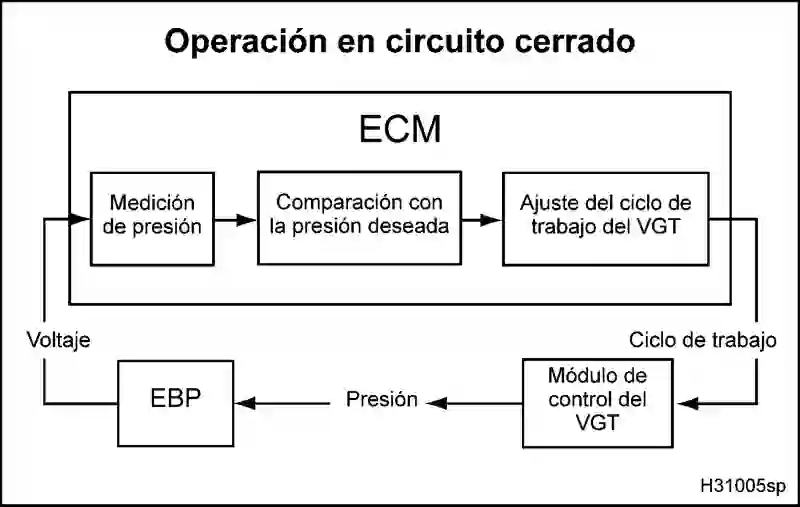 Operación en circuito cerrado
ECM
Medición
de presión
Comparación con
la presión deseada
Ajuste del ciclo de
trabajo del VGT
Voltaje
Ciclo de trabajo
EBP
Presión
Módulo de
control del
VGT
H31005sp